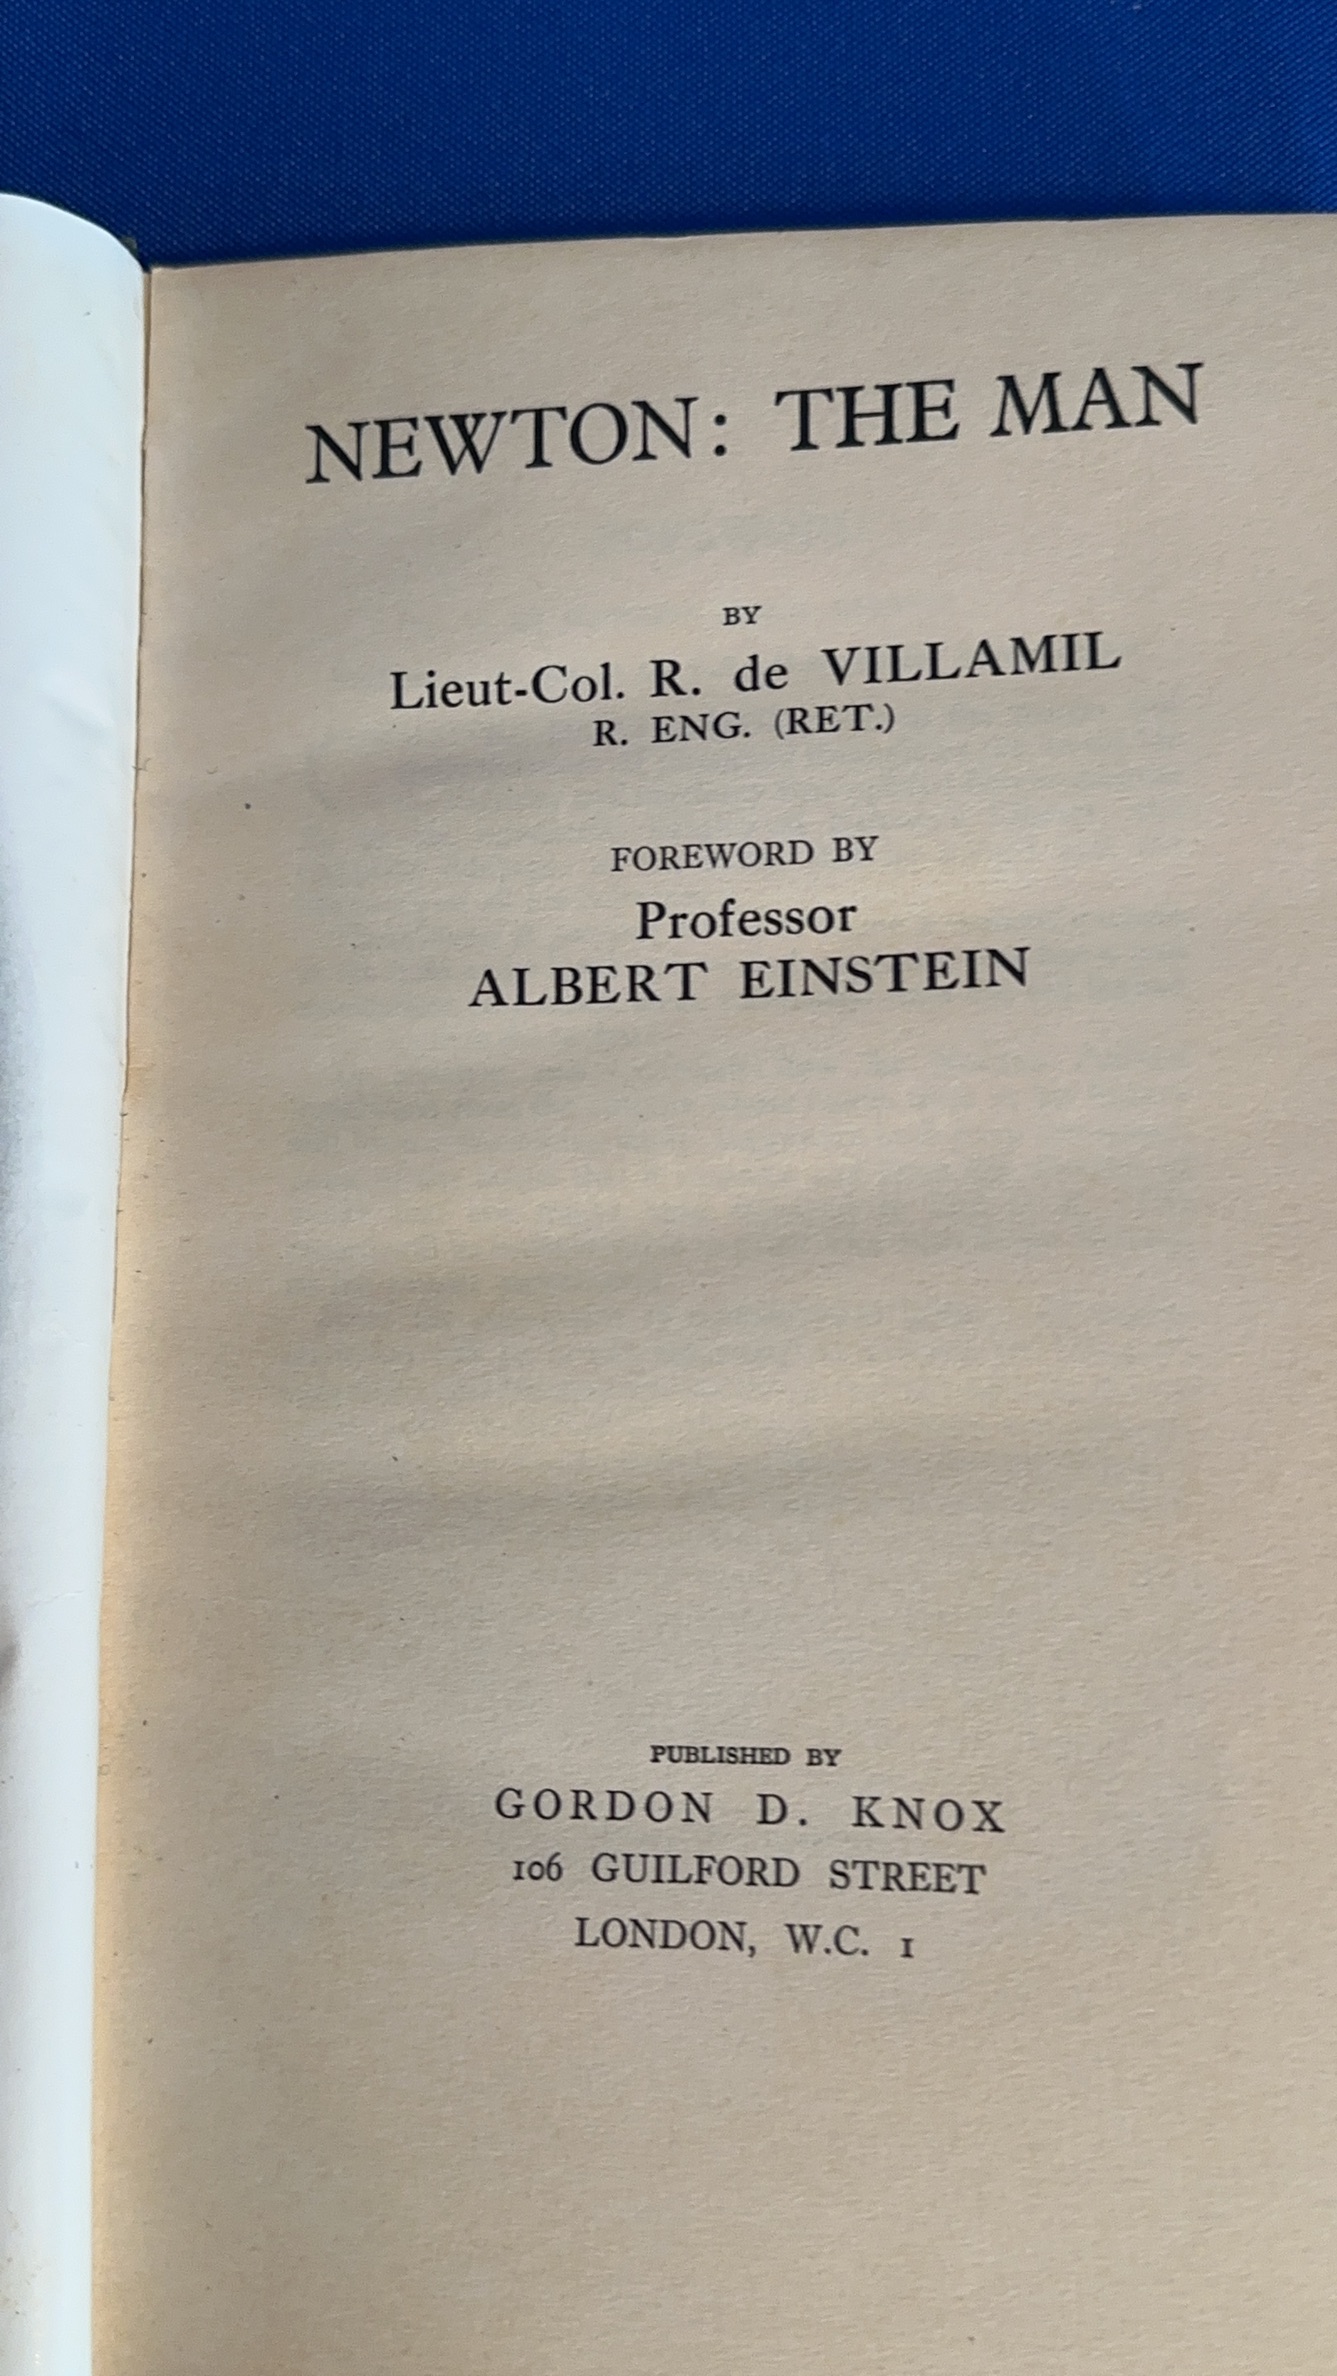 NEWTON: THE MAN
BY
Lieut-Col. R. de VILLAMIL
R. ENG. (RET.)
FOREWORD BY
Professor
ALBERT EINSTEIN
PUBLISHED BY
GORDON D. KNOX
106 GUILFORD STREET
LONDON, W.C. 1